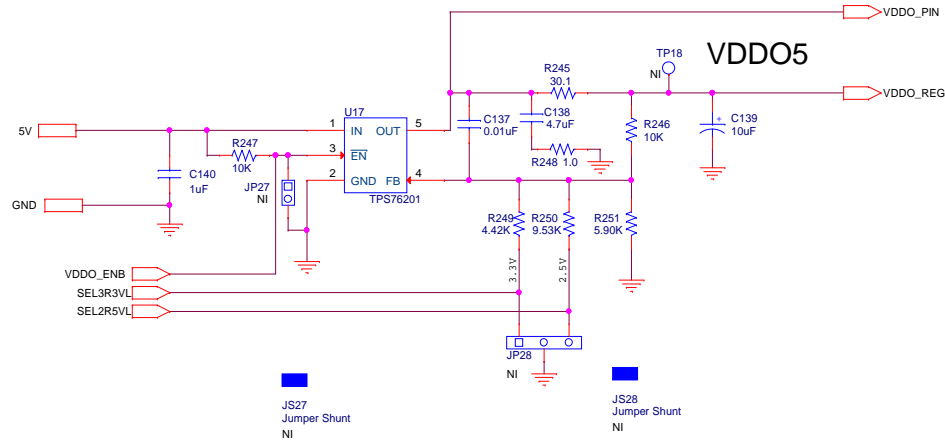 VDDO_PIN
TP18
VDDO5
NI
R245
30.1
VDDO_REG
U17
5V
1
IN
OUT
5
C137
0.01uF
C138
4.7uF
R246
10K
+
C139
10uF
R247
10K
3
EN
R248 1.0
C140
1uF
JP27
NI
2
GND
FB
4
TPS76201
GND
R249
4.42K
R250
9.53K
R251
5.90K
3.3V
2.5V
VDDO_ENB
SEL3R3VL
SEL2R5VL
JP28
NI
JS27
Jumper Shunt
NI
JS28
Jumper Shunt
NI